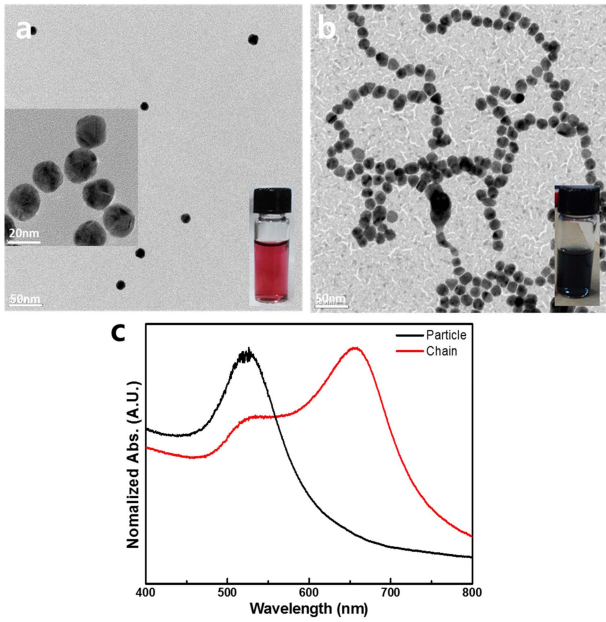 a
b
20nm
50nm
50nm
c
Particle
Chain
Nomalized Abs. (A.U.)
400
500
600
700
800
Wavelength (nm)